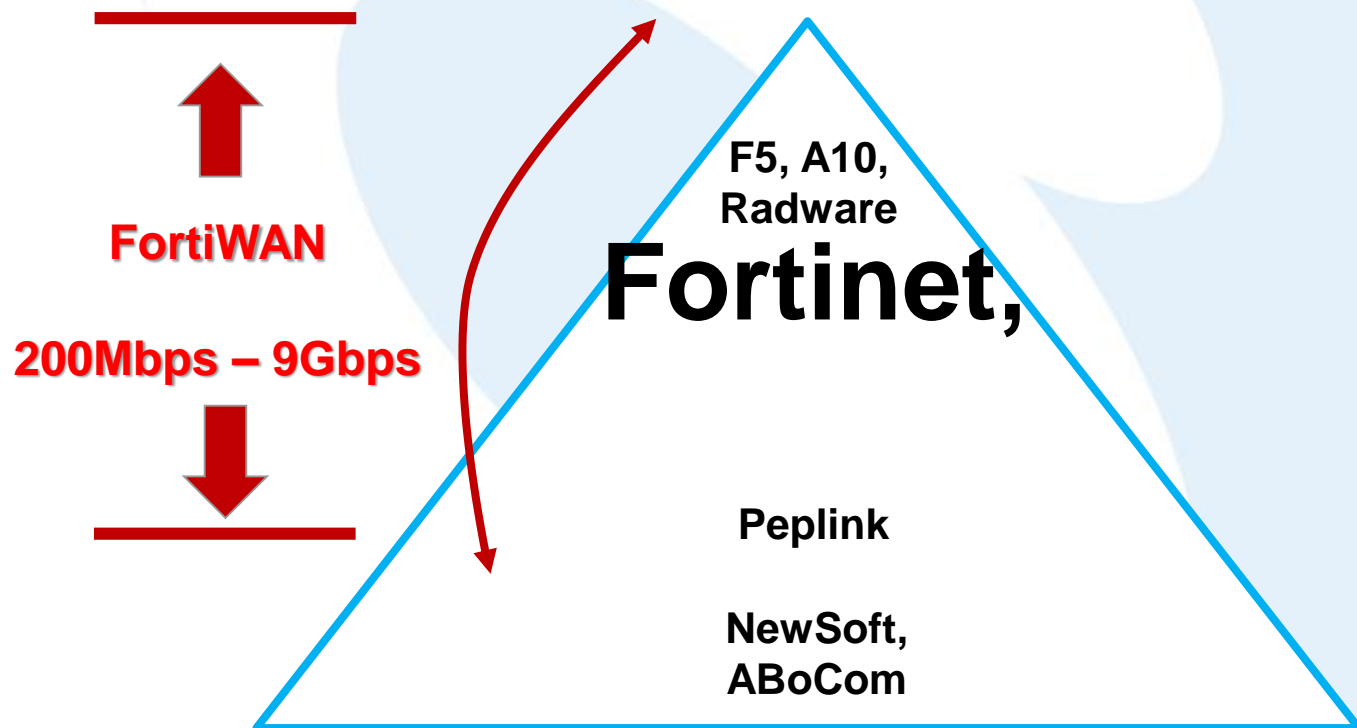 FortiWAN
200Mbps – 9Gbps
F5, A10,
Radware
Fortinet,
Peplink
NewSoft,
ABoCom